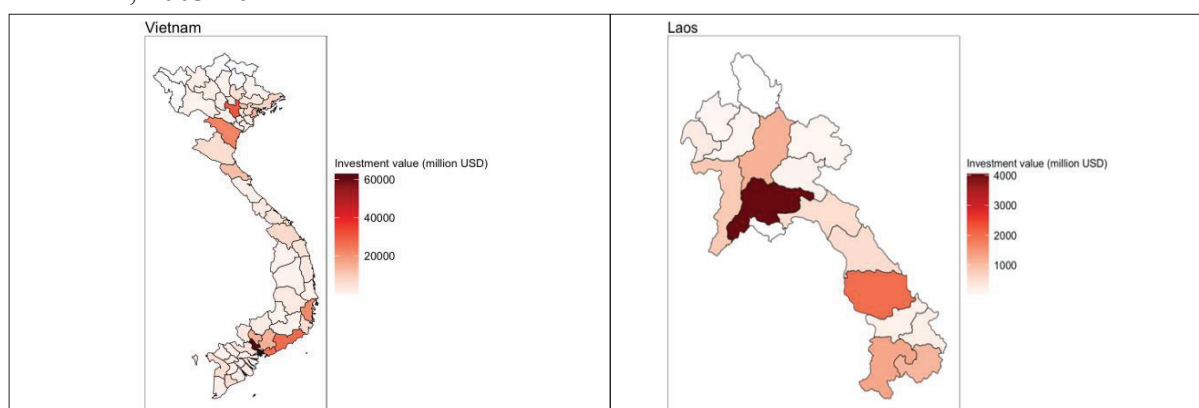 Vietnam
Investment value (million USD)
60000
40000
20000
Laos
Investment value (million USD)
4000
3000
2000
1000